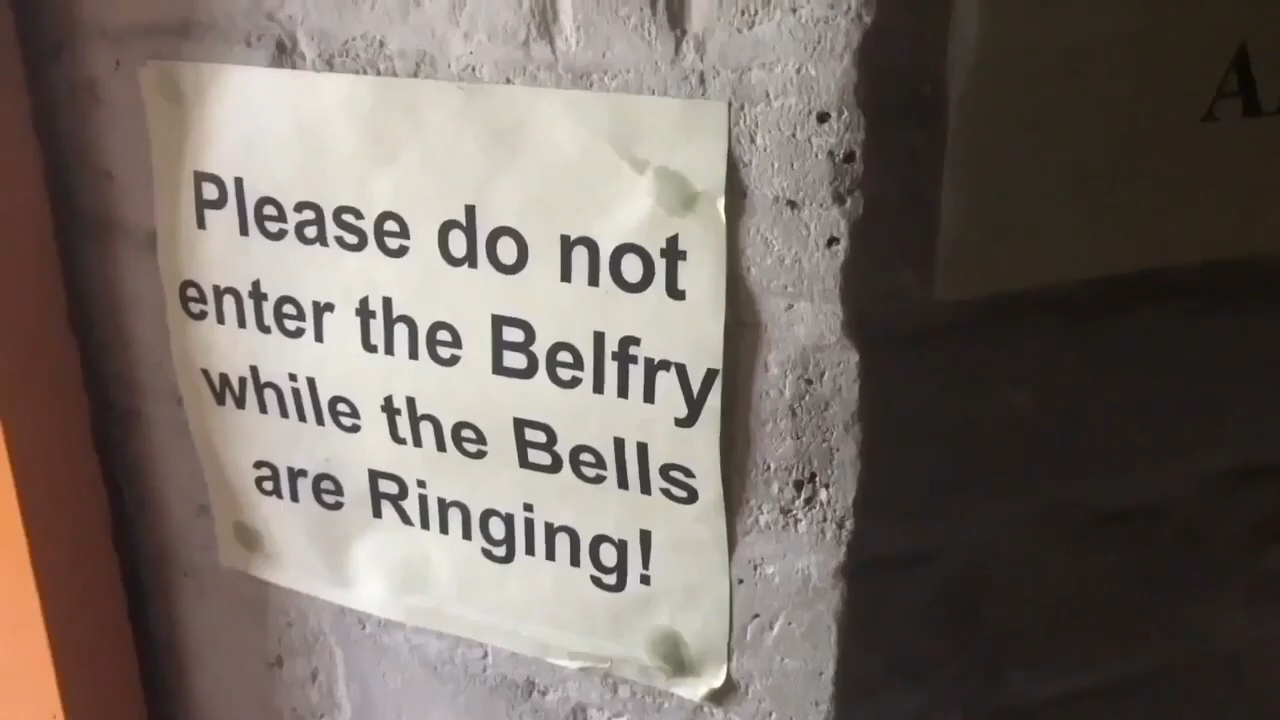 Please do not
enter the Belfry
while the Bells
are Ringing!